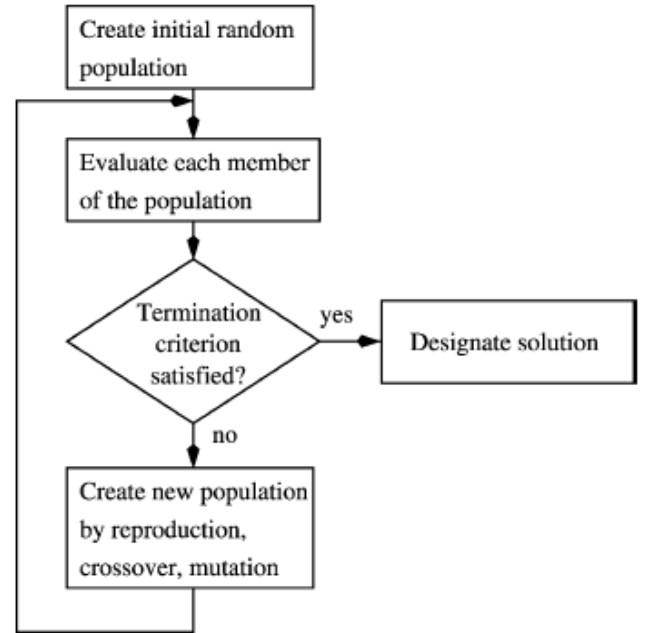 Create initial random
population
Evaluate each member
of the population
Termination
criterion
satisfied?
yes
Designate solution
no
Create new population
by reproduction,
crossover, mutation